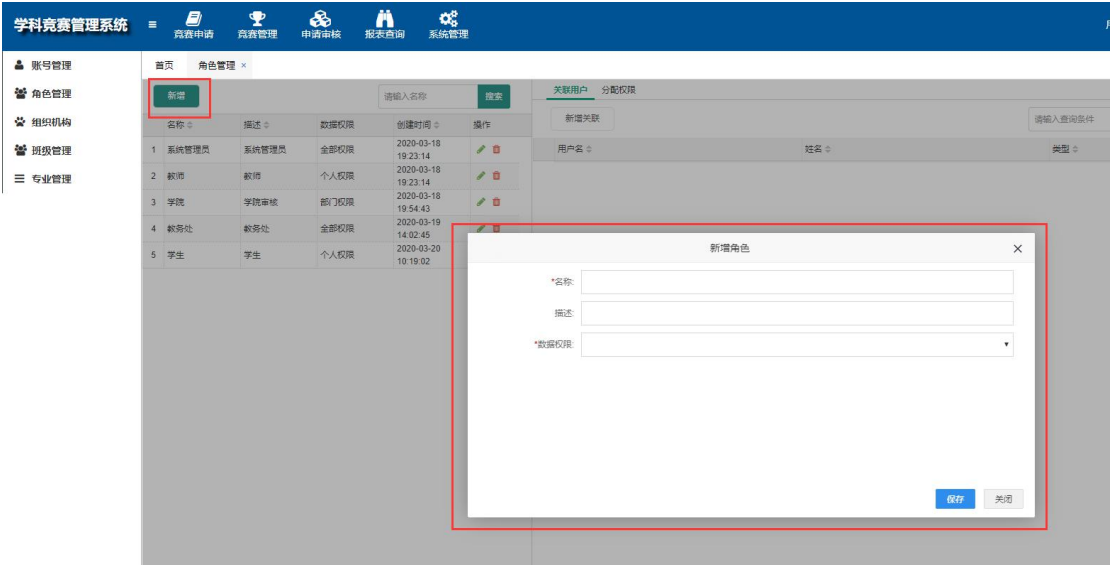 学科竞赛管理系统
竞赛申请
竞赛管理
申请审核
报表查询
系统管理
账号管理
角色管理
组织机构
班级管理
专业管理
首页 角色管理 ×
新增 请输入名称 搜索
名称 描述 数据权限 创建时间 操作
1 系统管理员 系统管理员 全部权限 2020-03-18 19:23:14
2 教师 教师 个人权限 2020-03-18 19:23:14
3 学院 学院审核 部门权限 2020-03-18 19:54:43
4 教务处 教务处 全部权限 2020-03-19 14:02:45
5 学生 学生 个人权限 2020-03-20 10:19:02
关联用户 分配权限
新增关联 请输入查询条件
用户名 姓名 类型
新增角色
*名称:
描述:
*数据权限:
保存 关闭